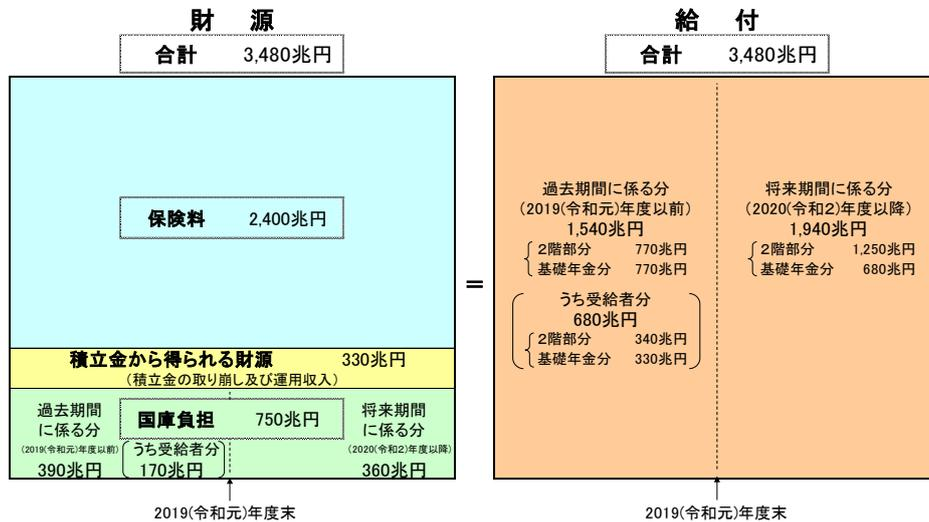 財　源
合計　3,480兆円
保険料　2,400兆円
積立金から得られる財源　330兆円
（積立金の取り崩し及び運用収入）
国庫負担　750兆円
過去期間
に係る分
(2019(令和元)年度以前)
390兆円
うち受給者分
170兆円
将来期間
に係る分
(2020(令和2)年度以降)
360兆円
2019(令和元)年度末
＝
給　付
合計　3,480兆円
過去期間に係る分
(2019(令和元)年度以前)
1,540兆円
2階部分　770兆円
基礎年金分　770兆円
うち受給者分
680兆円
2階部分　340兆円
基礎年金分　330兆円
将来期間に係る分
(2020(令和2)年度以降)
1,940兆円
2階部分　1,250兆円
基礎年金分　680兆円
2019(令和元)年度末